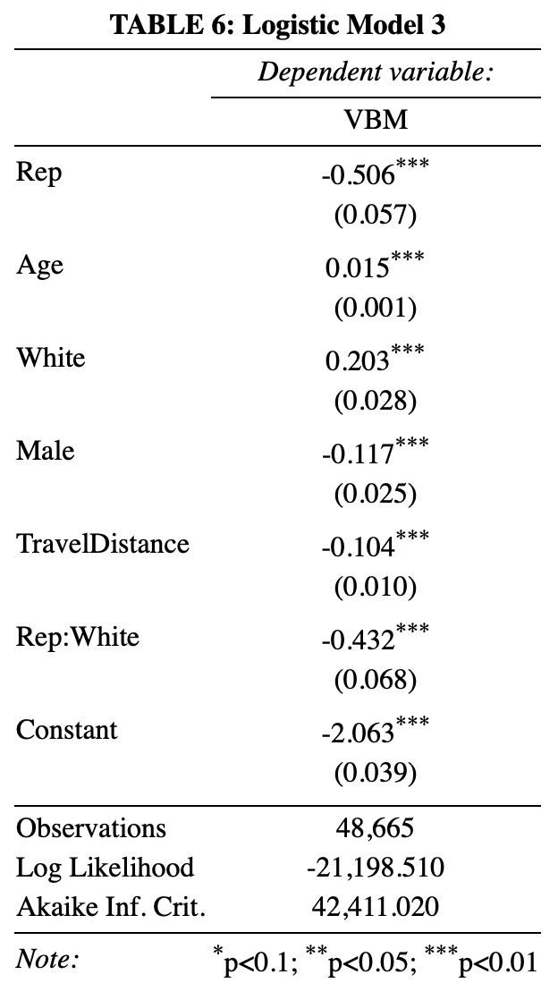 TABLE 6: Logistic Model 3
Dependent variable:
VBM
Rep -0.506***
(0.057)
Age 0.015***
(0.001)
White 0.203***
(0.028)
Male -0.117***
(0.025)
TravelDistance -0.104***
(0.010)
Rep:White -0.432***
(0.068)
Constant -2.063***
(0.039)
Observations 48,665
Log Likelihood -21,198.510
Akaike Inf. Crit. 42,411.020
Note: *p<0.1; **p<0.05; ***p<0.01